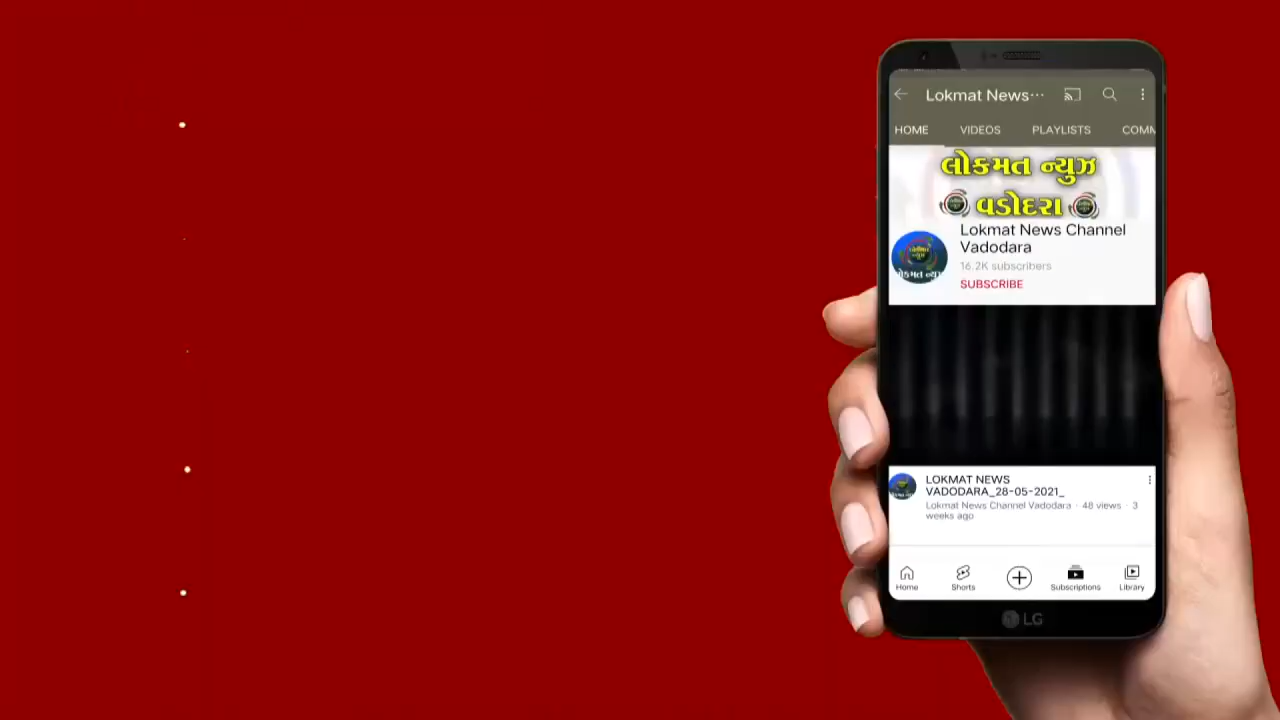 Lokmat News...
HOME VIDEOS PLAYLISTS COMM
લોકમત ન્યુઝ
વડોદરા
Lokmat News Channel
Vadodara
16.2K subscribers
SUBSCRIBE
LOKMAT NEWS
VADODARA_28-05-2021_
Lokmat News Channel Vadodara · 48 views · 3
weeks ago
Home Shorts Subscriptions Library
LG